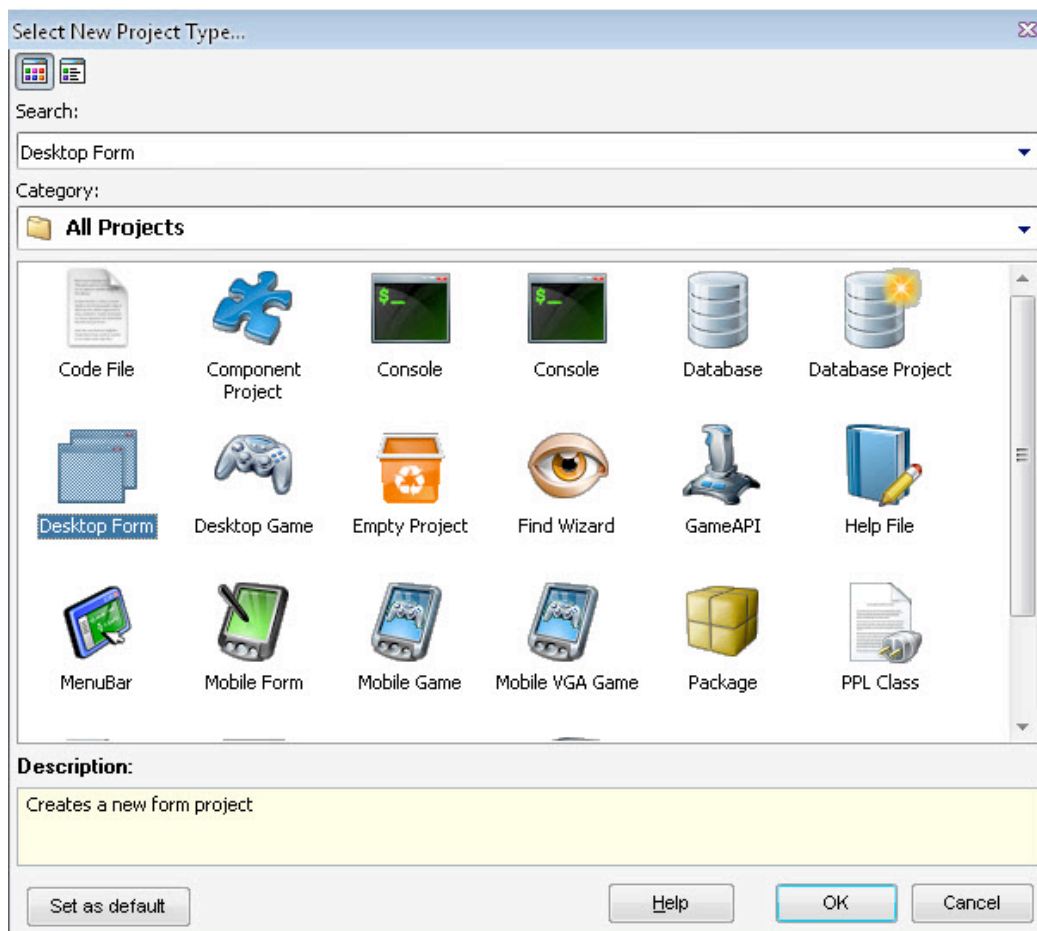 Select New Project Type...
Search:
Desktop Form
Category:
All Projects
$_
$_
Code File
Component
Project
Console
Console
Database
Database Project
Desktop Form
Desktop Game
Empty Project
Find Wizard
GameAPI
Help File
MenuBar
Mobile Form
Mobile Game
Mobile VGA Game
Package
PPL Class
Description:
Creates a new form project
Set as default
Help
OK
Cancel